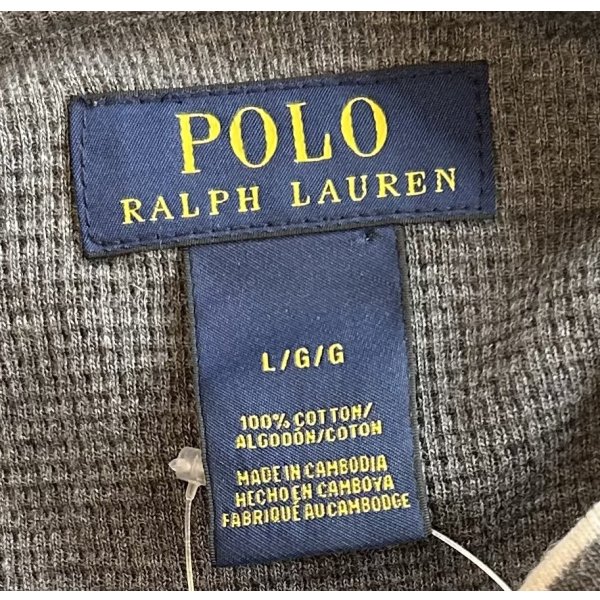 POLO
RALPH LAUREN
L/G/G
100% COTTON/
ALGODÓN/COTON
MADE IN CAMBODIA
HECHO EN CAMBOYA
FABRIQUÉ AU CAMBODGE